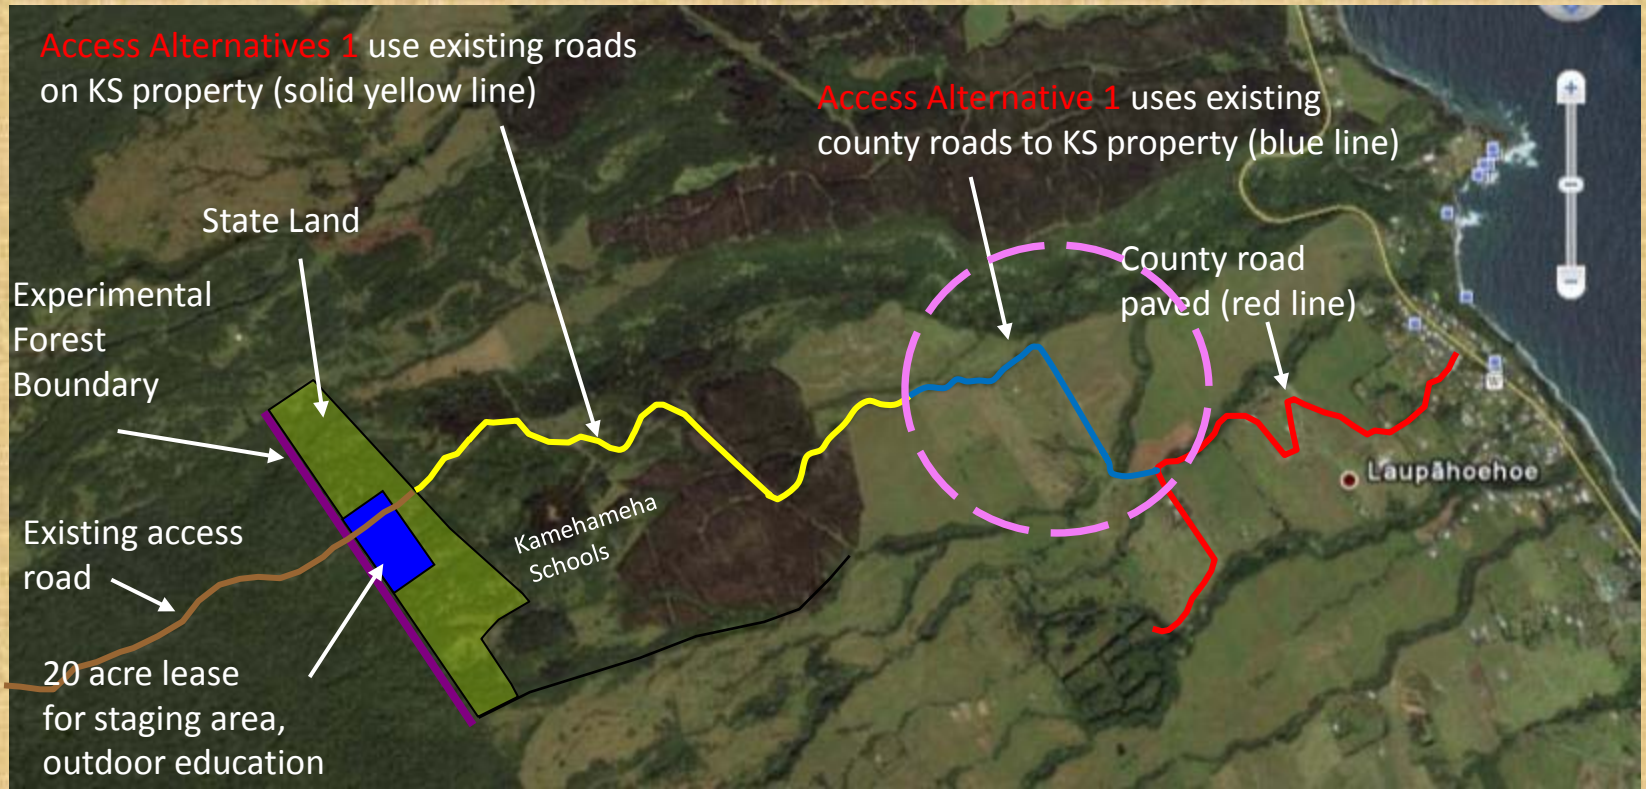 Access Alternatives 1 use existing roads
on KS property (solid yellow line)
Access Alternative 1 uses existing
county roads to KS property (blue line)
State Land
County road
paved (red line)
Experimental
Forest
Boundary
Laupāhoehoe
Kamehameha
Schools
Existing access
road
20 acre lease
for staging area,
outdoor education